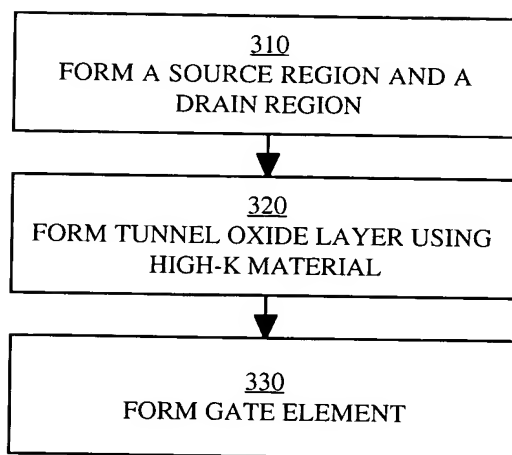 310
FORM A SOURCE REGION AND A
DRAIN REGION
320
FORM TUNNEL OXIDE LAYER USING
HIGH-K MATERIAL
330
FORM GATE ELEMENT